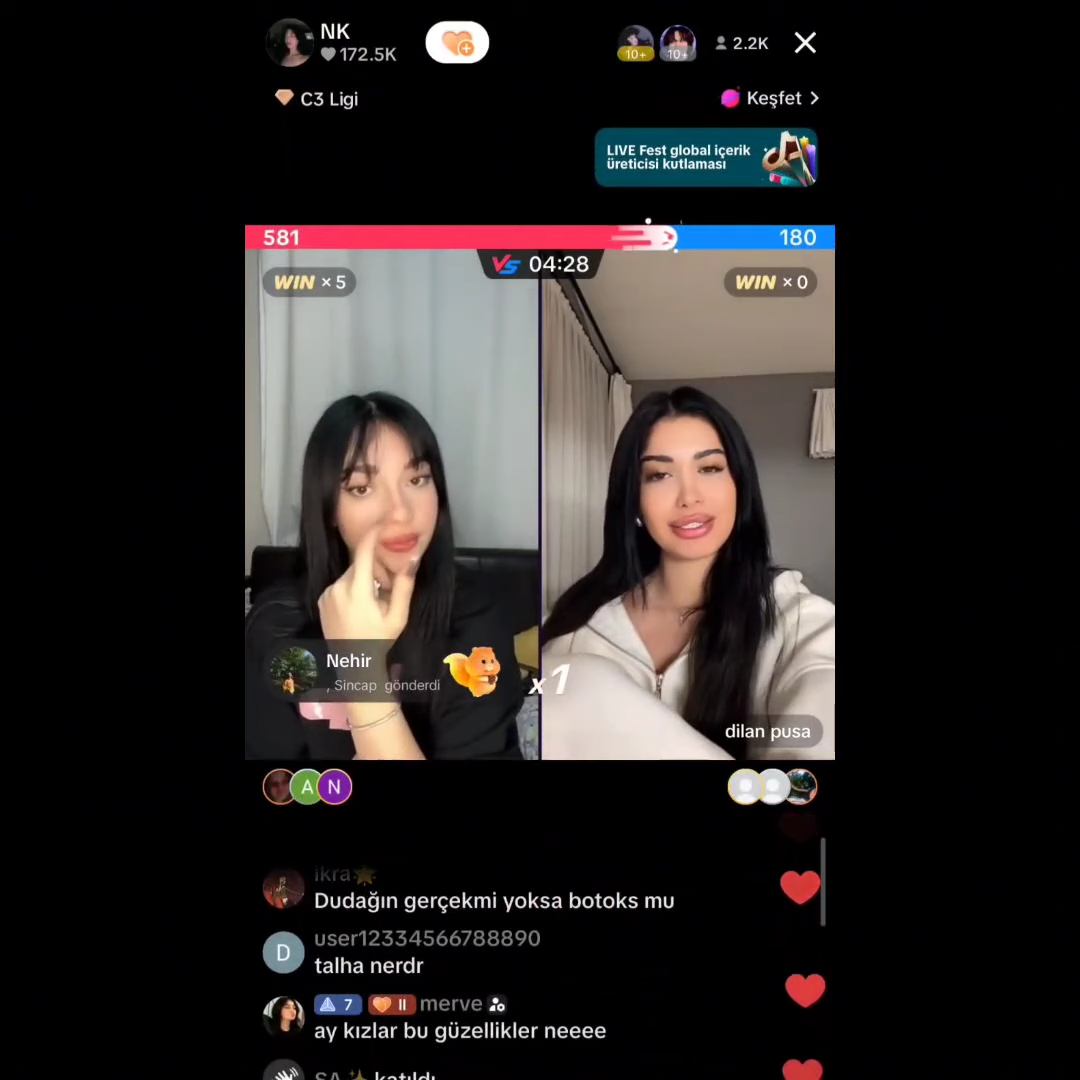 NK
172.5K
10+
10+
2.2K
C3 Ligi
Keşfet
LIVE Fest global içerik
üreticisi kutlaması
581
180
VS 04:28
WIN × 5
WIN × 0
Nehir
, Sincap gönderdi
x1
dilan pusa
A
N
ikra
Dudağın gerçekmi yoksa botoks mu
D
user12334566788890
talha nerdr
7
II
merve
ay kızlar bu güzellikler neeee
SA katıldı